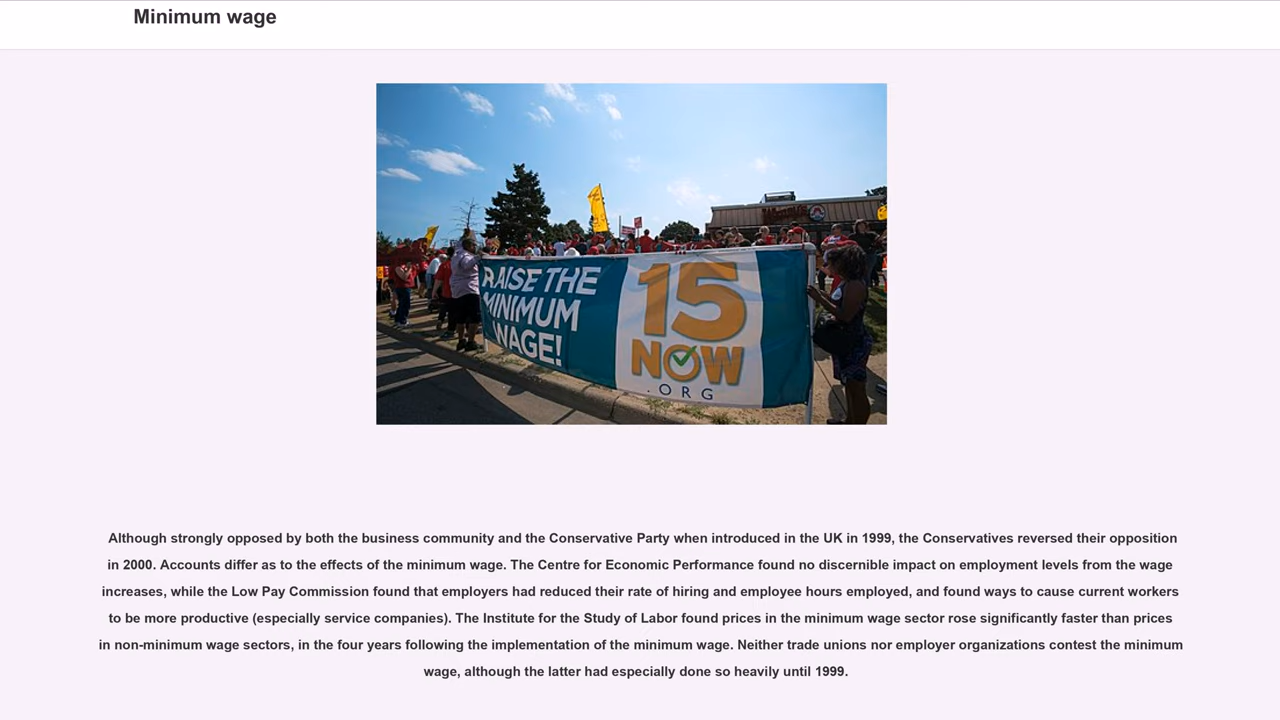 Minimum wage
RAISE THE
MINIMUM
WAGE!
15
NOW
.ORG
Although strongly opposed by both the business community and the Conservative Party when introduced in the UK in 1999, the Conservatives reversed their opposition
in 2000. Accounts differ as to the effects of the minimum wage. The Centre for Economic Performance found no discernible impact on employment levels from the wage
increases, while the Low Pay Commission found that employers had reduced their rate of hiring and employee hours employed, and found ways to cause current workers
to be more productive (especially service companies). The Institute for the Study of Labor found prices in the minimum wage sector rose significantly faster than prices
in non-minimum wage sectors, in the four years following the implementation of the minimum wage. Neither trade unions nor employer organizations contest the minimum
wage, although the latter had especially done so heavily until 1999.